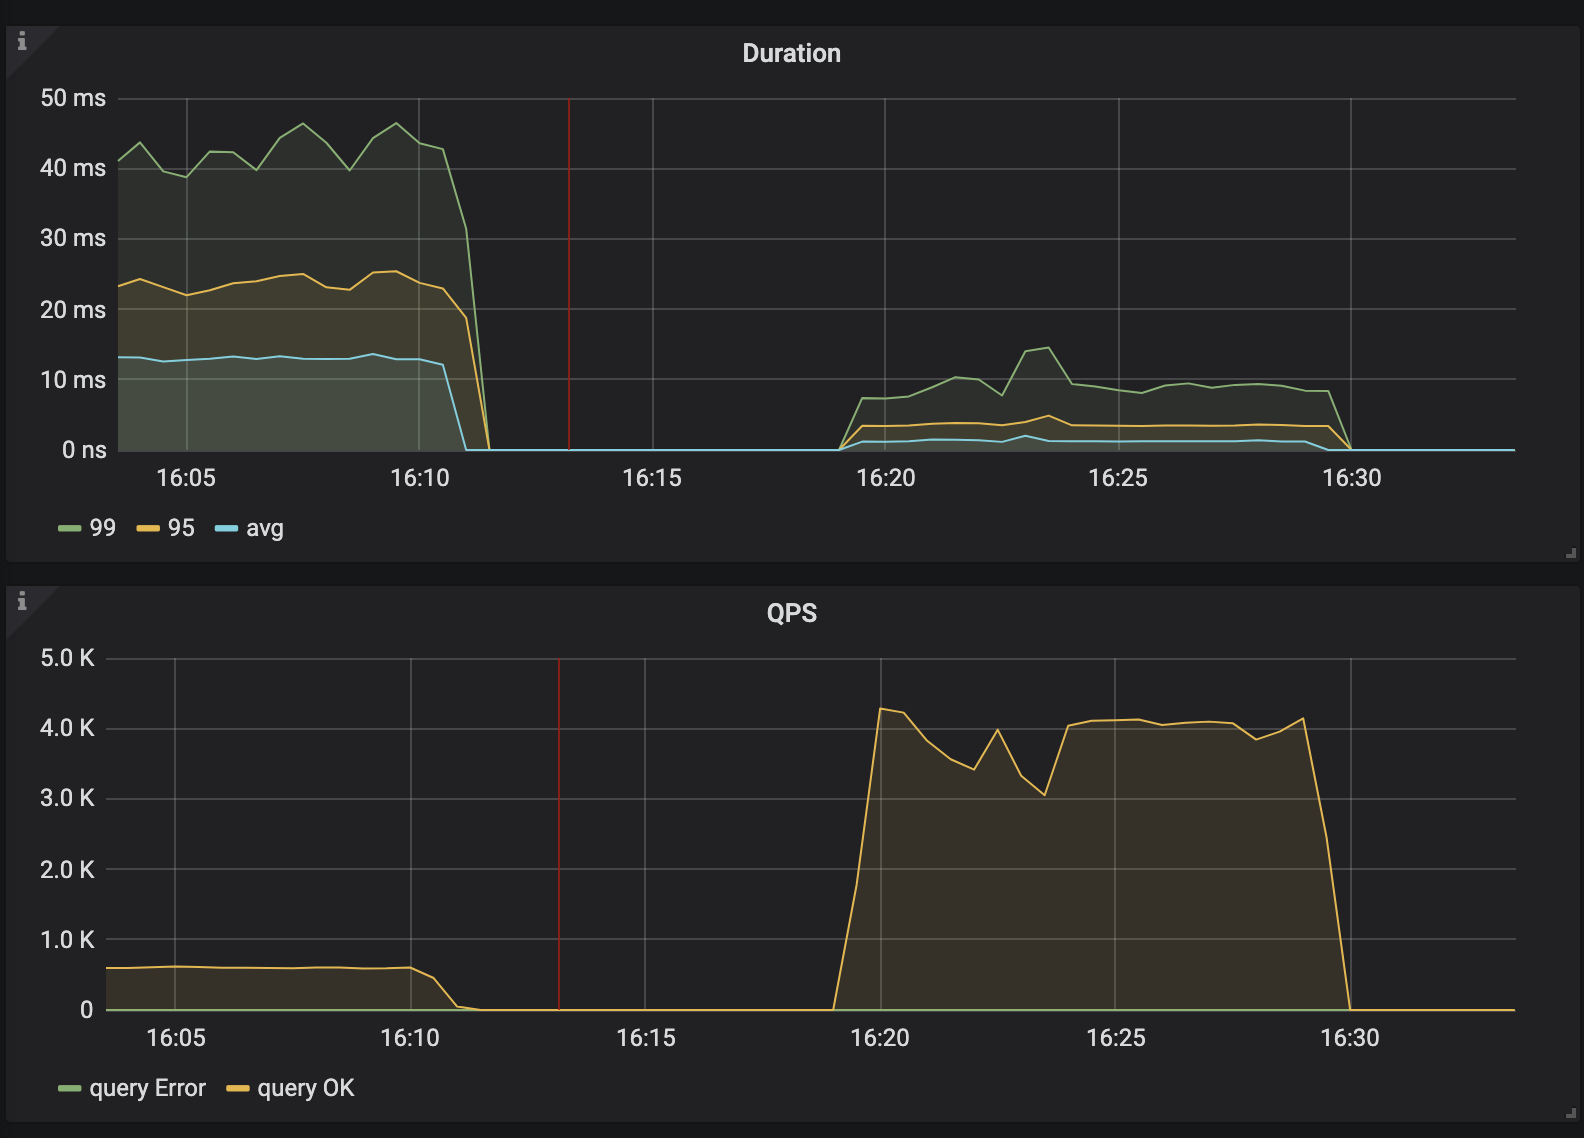 i
Duration
50 ms
40 ms
30 ms
20 ms
10 ms
0 ns
16:05 16:10 16:15 16:20 16:25 16:30
99 95 avg
i
QPS
5.0 K
4.0 K
3.0 K
2.0 K
1.0 K
0
16:05 16:10 16:15 16:20 16:25 16:30
query Error query OK